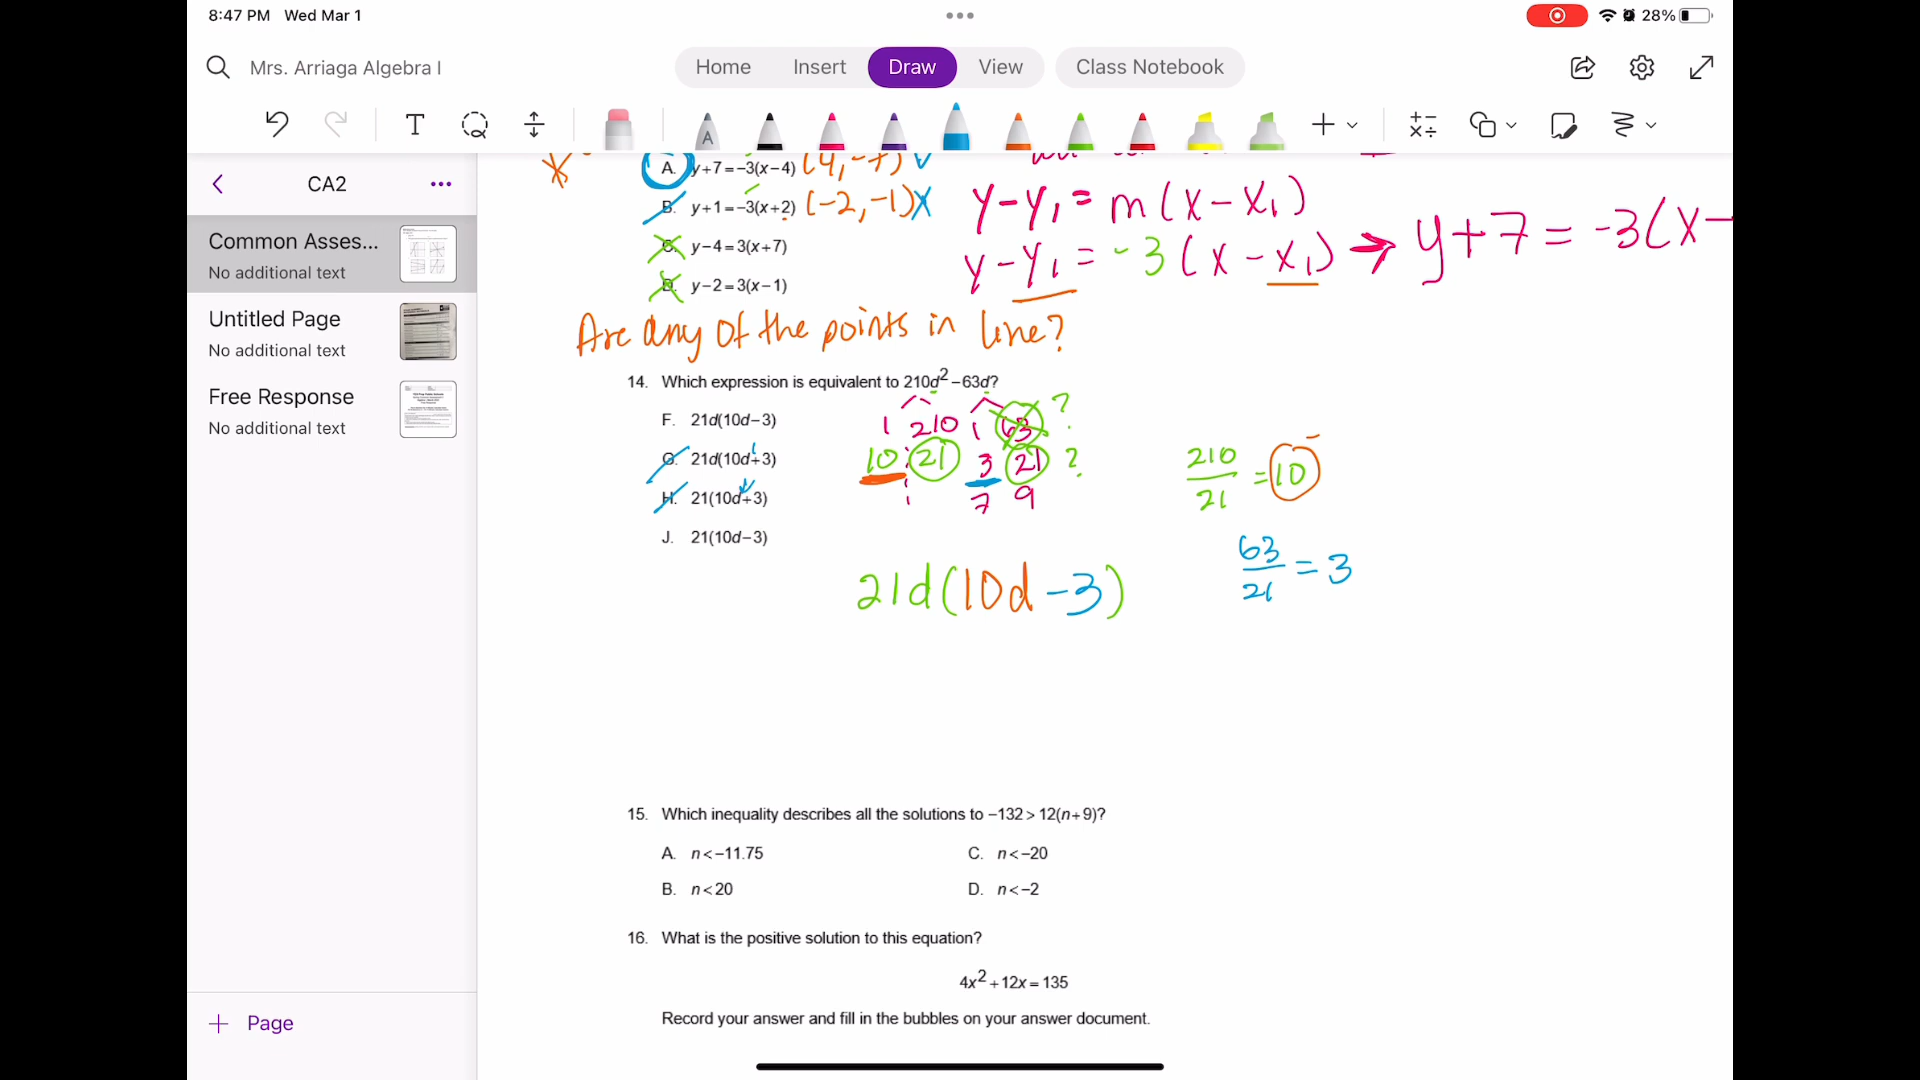 8:47 PM Wed Mar 1
28%
Mrs. Arriaga Algebra I
Home Insert Draw View Class Notebook
T
A
CA2
Common Asses...
No additional text
Untitled Page
No additional text
Free Response
No additional text
+ Page
A. y+7=−3(x−4) (4,-7)
B. y+1=−3(x+2) (-2,-1) X
C. y−4=3(x+7)
D. y−2=3(x−1)
y-y₁ = m(x-x₁)
y-y₁ = -3(x-x₁) → y+7 = -3(x-
Are any of the points in line?
14. Which expression is equivalent to 210d²−63d?
F. 21d(10d−3)
G. 21d(10d+3)
H. 21(10d+3)
J. 21(10d−3)
1 210 1 63 ?
10 21 3 21 ?
7 9
210/21 = 10
63/21 = 3
21d(10d-3)
15. Which inequality describes all the solutions to −132 > 12(n+9)?
A. n<−11.75 C. n<−20
B. n<20 D. n<−2
16. What is the positive solution to this equation?
4x²+12x=135
Record your answer and fill in the bubbles on your answer document.